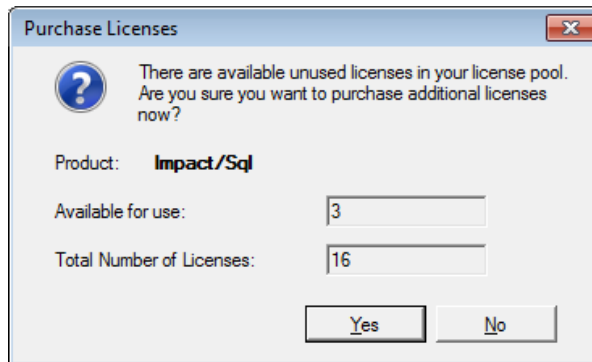 Purchase Licenses
There are available unused licenses in your license pool.
Are you sure you want to purchase additional licenses
now?
Product: Impact/Sql
Available for use: 3
Total Number of Licenses: 16
Yes No